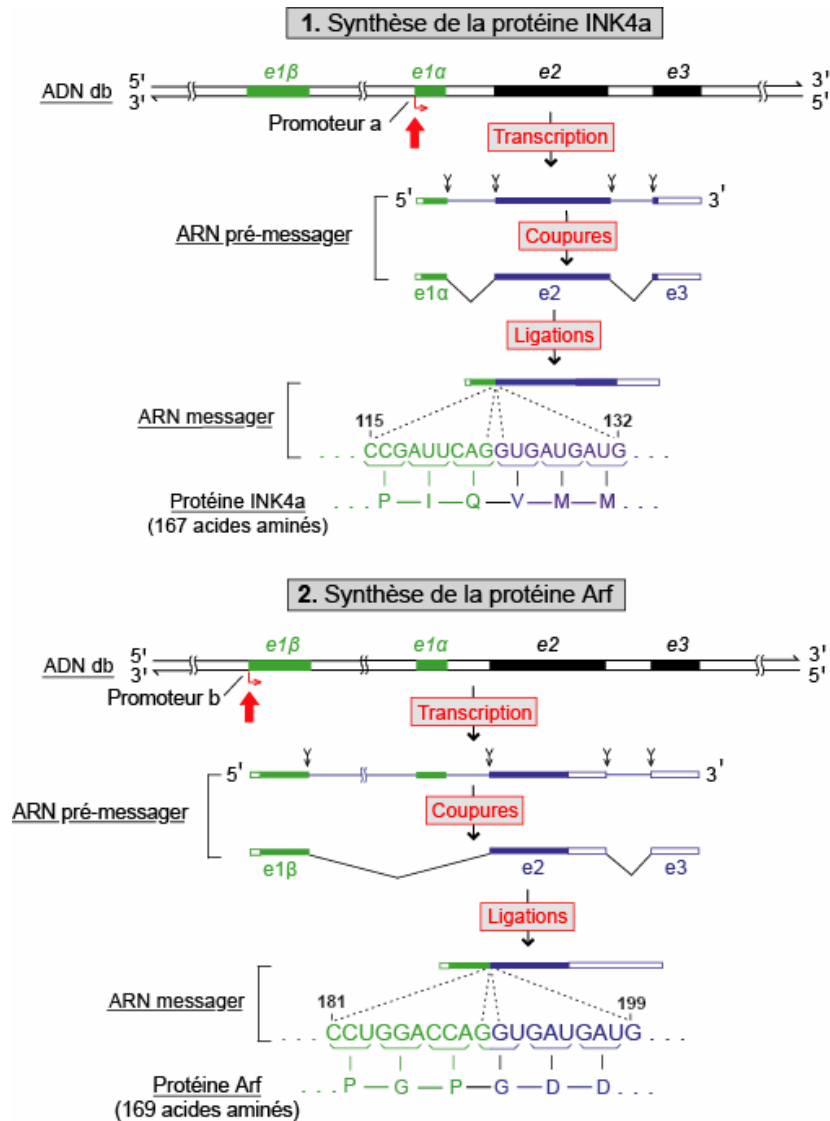 1. Synthèse de la protéine INK4a
e1β e1α e2 e3
ADN db 5' 3'
3' 5'
Promoteur a
Transcription
5' 3'
ARN pré-messager
Coupures
e1α e2 e3
Ligations
ARN messager
115 132
. . . . CCGAUUCAGGUGAUGAUG . . . .
Protéine INK4a . . . P — I — Q — V — M — M . . . .
(167 acides aminés)
2. Synthèse de la protéine Arf
e1β e1α e2 e3
ADN db 5' 3'
3' 5'
Promoteur b
Transcription
5' 3'
ARN pré-messager
Coupures
e1β e2 e3
Ligations
ARN messager
181 199
. . . . CCUGGACCAGGUGAUGAUG . . . .
Protéine Arf . . . . P — G — P — G — D — D . . . .
(169 acides aminés)